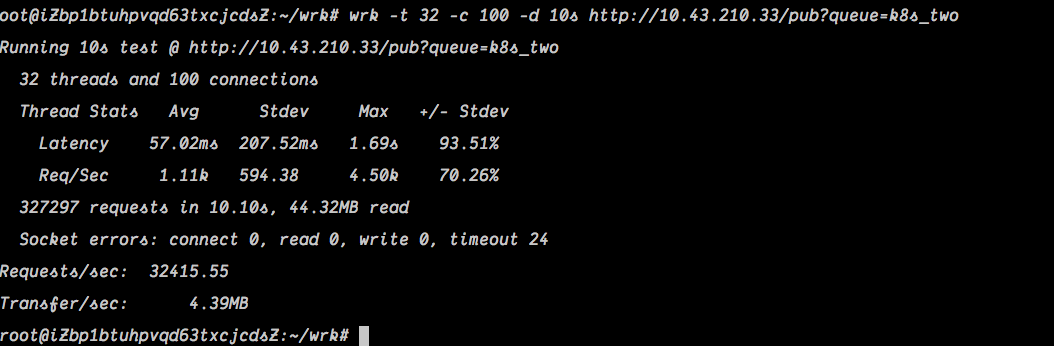 oot@iZbp1btuhpvqd63txcjcdsZ:~/wrk# wrk -t 32 -c 100 -d 10s http://10.43.210.33/pub?queue=k8s_two
Running 10s test @ http://10.43.210.33/pub?queue=k8s_two
  32 threads and 100 connections
  Thread Stats   Avg      Stdev     Max   +/- Stdev
    Latency    57.02ms  207.52ms   1.69s    93.51%
    Req/Sec     1.11k   594.38     4.50k    70.26%
  327297 requests in 10.10s, 44.32MB read
  Socket errors: connect 0, read 0, write 0, timeout 24
Requests/sec:  32415.55
Transfer/sec:      4.39MB
root@iZbp1btuhpvqd63txcjcdsZ:~/wrk#